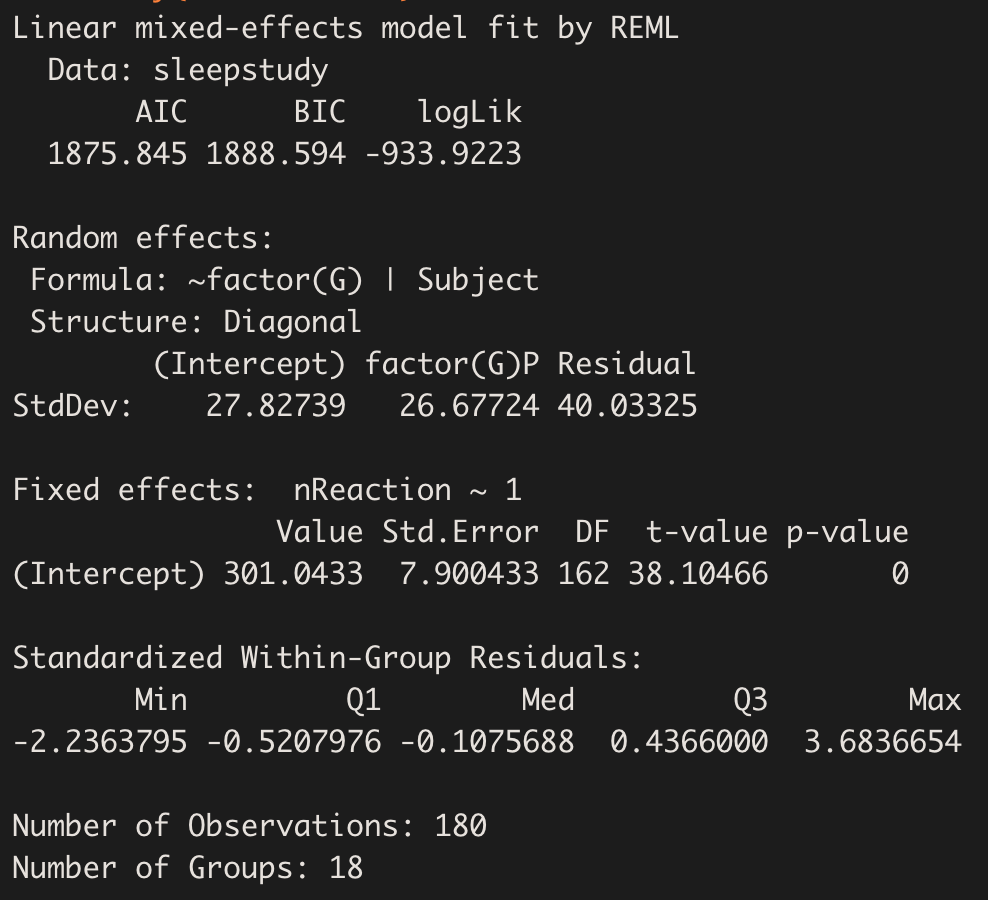 Linear mixed-effects model fit by REML
  Data: sleepstudy
       AIC      BIC    logLik
  1875.845 1888.594 -933.9223

Random effects:
 Formula: ~factor(G) | Subject
 Structure: Diagonal
        (Intercept) factor(G)P Residual
StdDev:    27.82739   26.67724 40.03325

Fixed effects:  nReaction ~ 1
               Value Std.Error  DF  t-value p-value
(Intercept) 301.0433  7.900433 162 38.10466       0

Standardized Within-Group Residuals:
       Min         Q1        Med         Q3        Max
-2.2363795 -0.5207976 -0.1075688  0.4366000  3.6836654

Number of Observations: 180
Number of Groups: 18